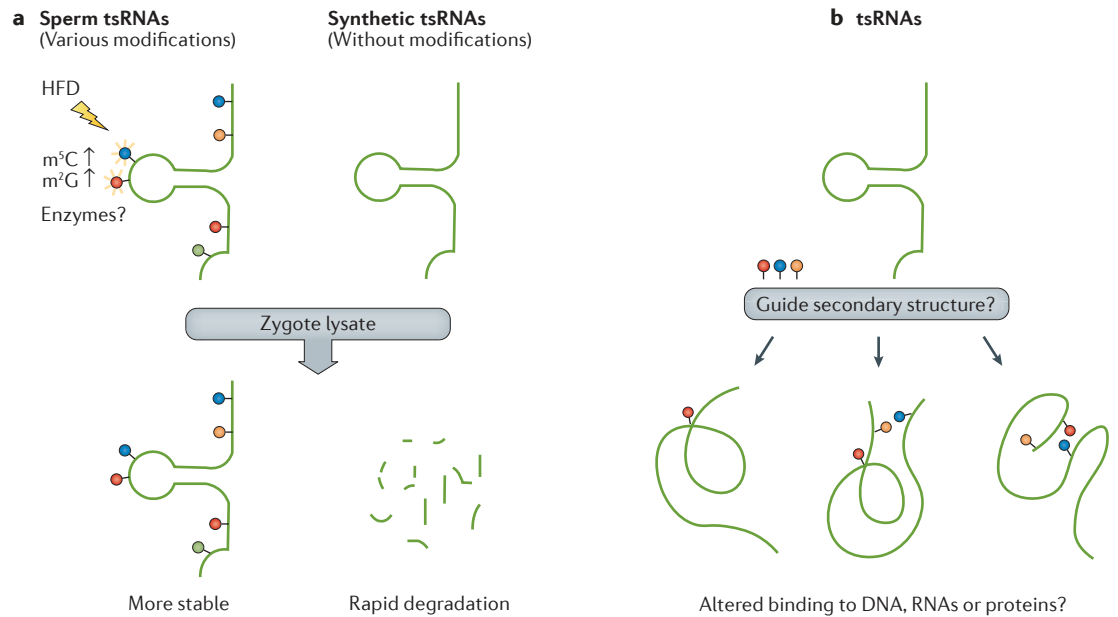 a Sperm tsRNAs
(Various modifications)
Synthetic tsRNAs
(Without modifications)
HFD
m⁵C ↑
m²G ↑
Enzymes?
Zygote lysate
More stable
Rapid degradation
b tsRNAs
Guide secondary structure?
Altered binding to DNA, RNAs or proteins?